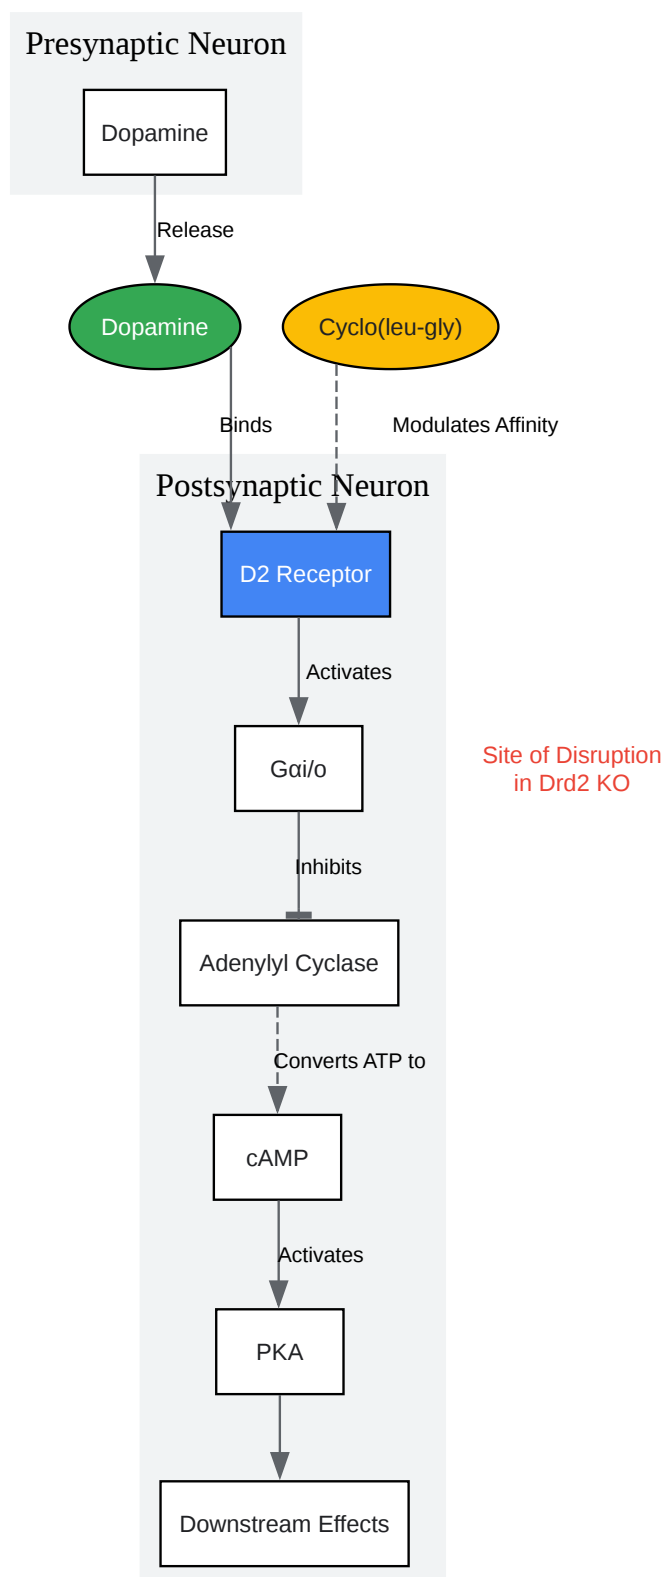 Presynaptic Neuron
Dopamine
Release
Dopamine
Cyclo(leu-gly)
Binds
Modulates Affinity
Postsynaptic Neuron
D2 Receptor
Activates
Gαi/o
Site of Disruption
in Drd2 KO
Inhibits
Adenylyl Cyclase
Converts ATP to
cAMP
Activates
PKA
Downstream Effects